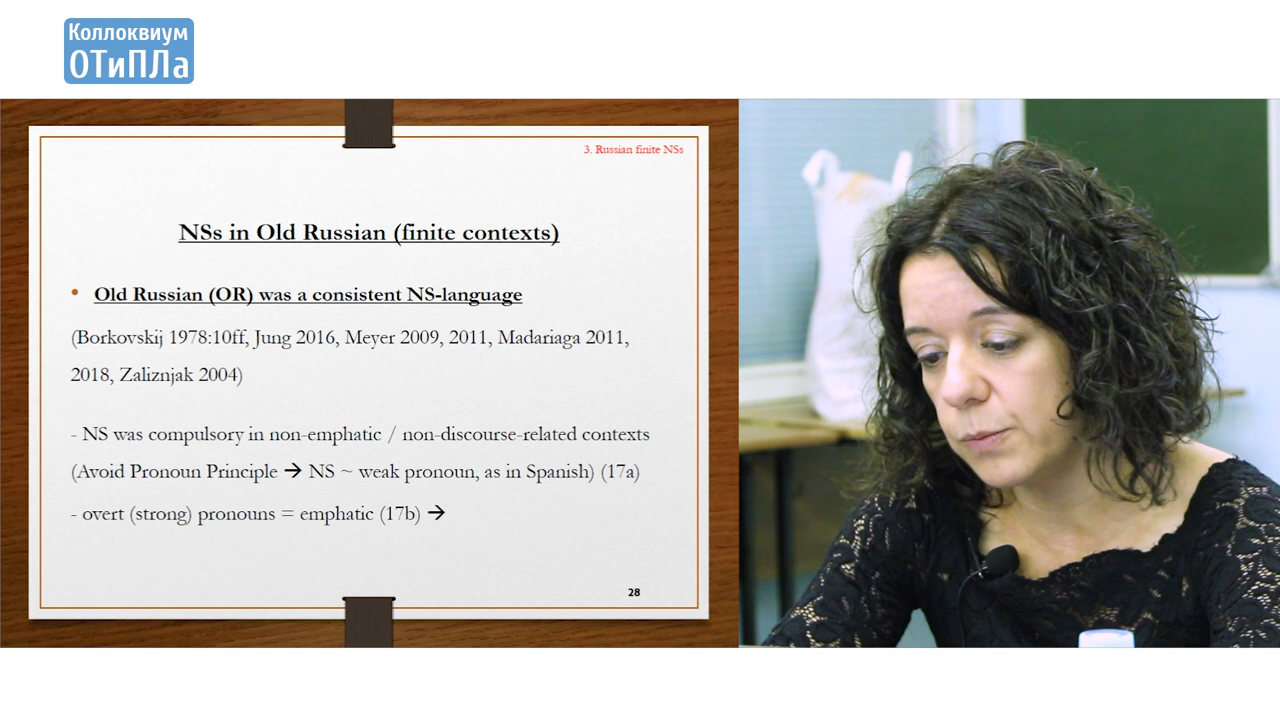 Коллоквиум
ОТиПЛа
3. Russian finite NSs
NSs in Old Russian (finite contexts)
• Old Russian (OR) was a consistent NS-language
(Borkovskij 1978:10ff, Jung 2016, Meyer 2009, 2011, Madariaga 2011,
2018, Zaliznjak 2004)
- NS was compulsory in non-emphatic / non-discourse-related contexts
(Avoid Pronoun Principle → NS ~ weak pronoun, as in Spanish) (17a)
- overt (strong) pronouns = emphatic (17b) →
28